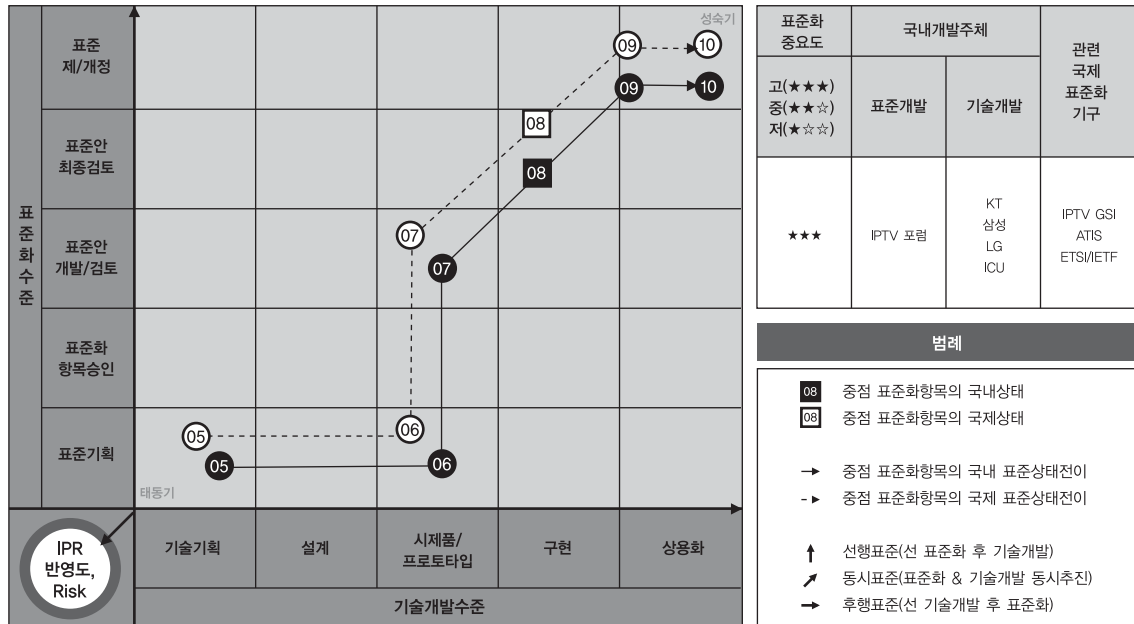 표준
제/개정
표준안
최종검토
표준안
개발/검토
표준화
항목승인
표준기획
표준화수준
성숙기
09
10
09
10
08
08
07
07
05
06
05
06
태동기
IPR
반영도,
Risk
기술기획
설계
시제품/
프로토타입
구현
상용화
기술개발수준
표준화
중요도
국내개발주체
관련
국제
표준화
기구
고(★★★)
중(★★☆)
저(★☆☆)
표준개발
기술개발
★★★
IPTV 포럼
KT
삼성
LG
ICU
IPTV GSI
ATIS
ETSI/IETF
범례
08 중점 표준화항목의 국내상태
08 중점 표준화항목의 국제상태
중점 표준화항목의 국내 표준상태전이
중점 표준화항목의 국제 표준상태전이
선행표준(선 표준화 후 기술개발)
동시표준(표준화 & 기술개발 동시추진)
후행표준(선 기술개발 후 표준화)